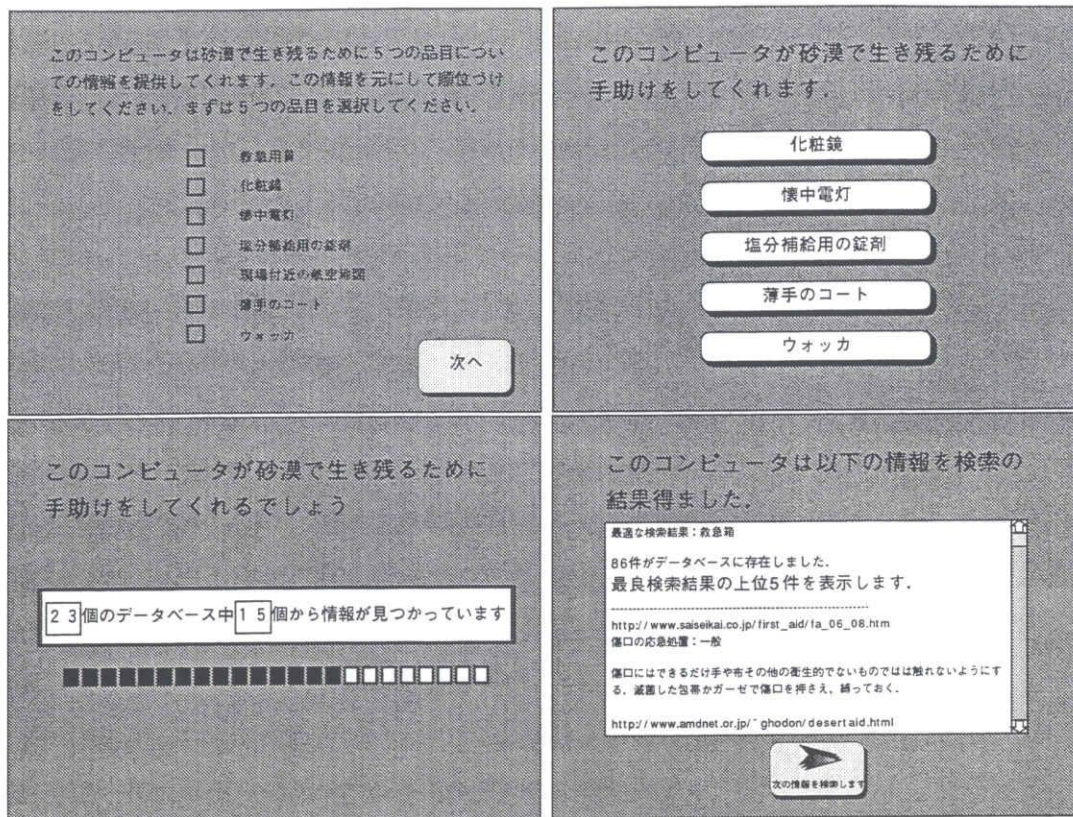 このコンピュータは砂漠で生き残るために５つの品目につい
ての情報を提供してくれます．この情報を元にして順位づけ
をしてください．まずは５つの品目を選択してください．
救急用具
化粧鏡
懐中電灯
塩分補給用の錠剤
現場付近の航空地図
薄手のコート
ウォッカ
次へ
このコンピュータが砂漠で生き残るために
手助けをしてくれます．
化粧鏡
懐中電灯
塩分補給用の錠剤
薄手のコート
ウォッカ
このコンピュータが砂漠で生き残るために
手助けをしてくれるでしょう
２３個のデータベース中１５個から情報が見つかっています
このコンピュータは以下の情報を検索の
結果得ました．
最適な検索結果：救急箱
86件がデータベースに存在しました．
最良検索結果の上位5件を表示します．
------------------------------------------------------------
http://www.saiseikai.co.jp/first_aid/fa_06_08.htm
傷口の応急処置：一般
傷口にはできるだけ手や布その他の衛生的でないものではは触れないようにす
る．滅菌した包帯かガーゼで傷口を押さえ、縛っておく．
http://www.amdnet.or.jp/~ghodon/desertaid.html
次の情報を検索します